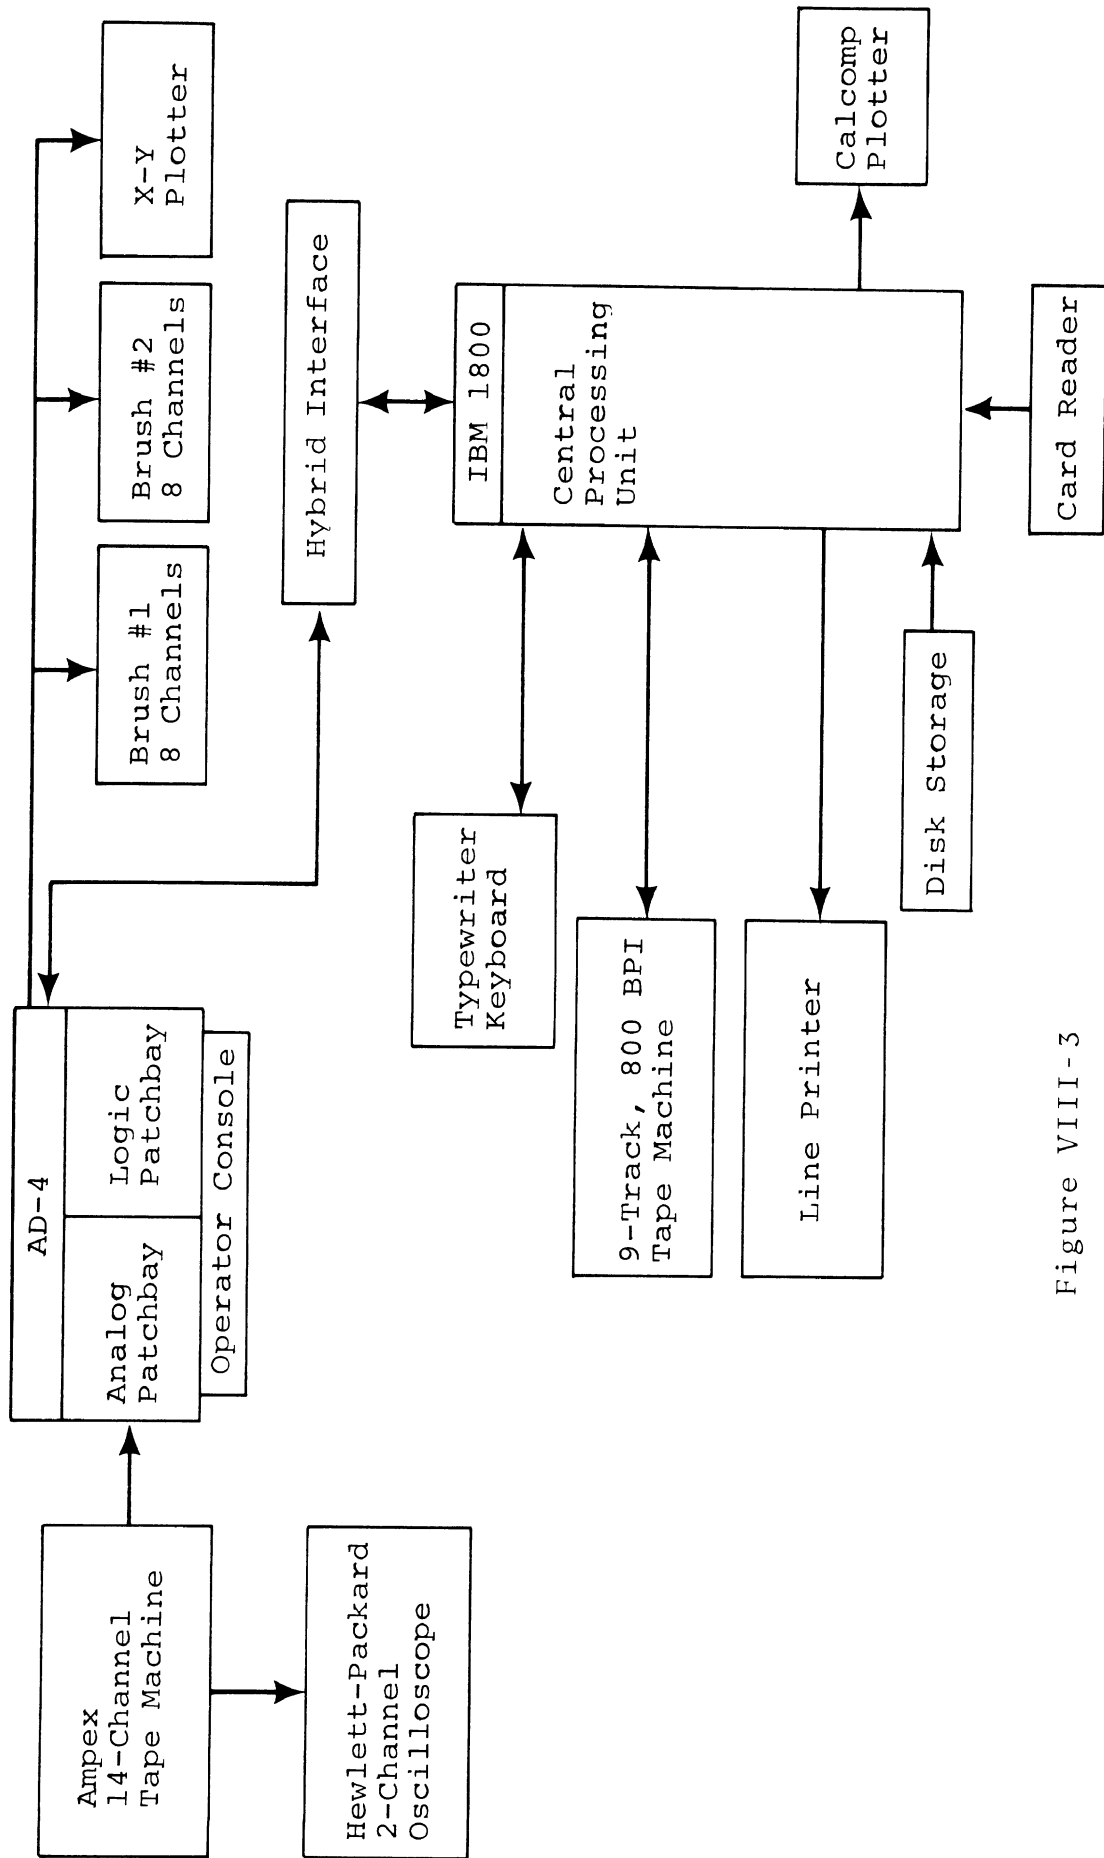 Ampex
14-Channel
Tape Machine
Hewlett-Packard
2-Channel
Oscilloscope
AD-4
Analog
Patchbay
Logic
Patchbay
Operator Console
Brush #1
8 Channels
Brush #2
8 Channels
X-Y
Plotter
Hybrid Interface
Typewriter
Keyboard
9-Track, 800 BPI
Tape Machine
Line Printer
Disk Storage
IBM 1800
Central
Processing
Unit
Card Reader
Calcomp
Plotter
Figure VIII-3